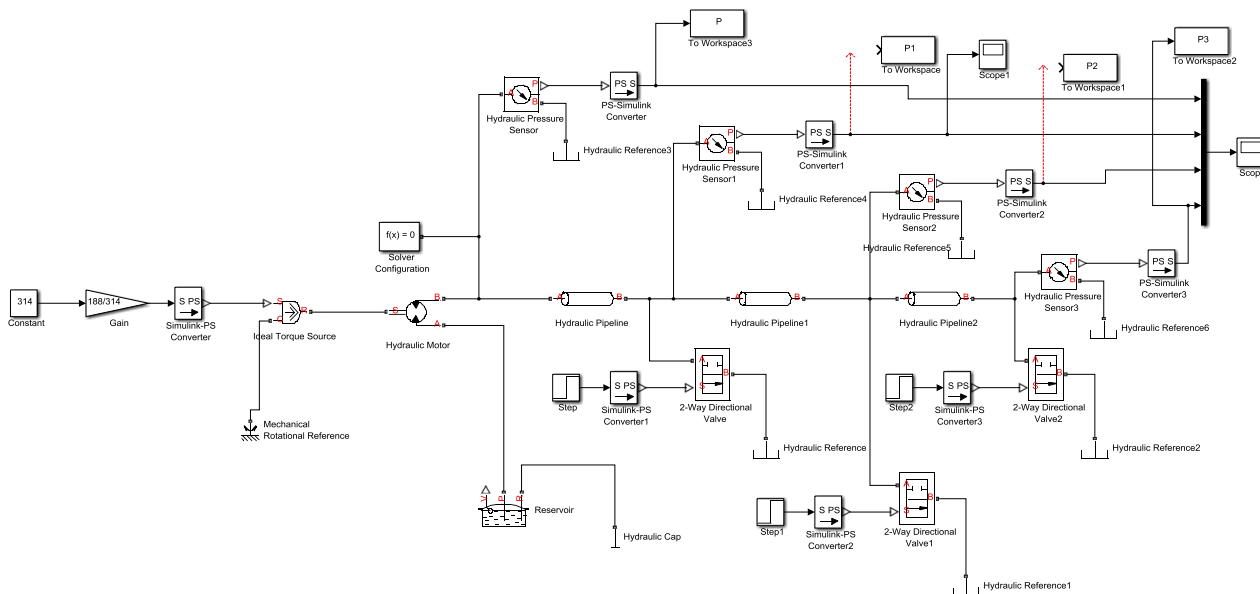 P
To Workspace3
P1
To Workspace
Scope1
P2
To Workspace1
P3
To Workspace2
A
P
B
Hydraulic Pressure
Sensor
PS S
PS-Simulink
Converter
Hydraulic Reference3
A
P
B
Hydraulic Pressure
Sensor1
PS S
PS-Simulink
Converter1
Hydraulic Reference4
Scop
A
P
B
Hydraulic Pressure
Sensor2
PS S
PS-Simulink
Converter2
Hydraulic Reference5
f(x) = 0
Solver
Configuration
A
P
B
Hydraulic Pressure
Sensor3
PS S
PS-Simulink
Converter3
Hydraulic Reference6
314
Constant
188/314
Gain
S PS
Simulink-PS
Converter
S
C
R
Ideal Torque Source
S
B
A
Hydraulic Motor
A
B
Hydraulic Pipeline
A
B
Hydraulic Pipeline1
A
B
Hydraulic Pipeline2
Mechanical
Rotational Reference
Step
S PS
Simulink-PS
Converter1
A
B
S
2-Way Directional
Valve
Hydraulic Reference
Step2
S PS
Simulink-PS
Converter3
A
B
S
2-Way Directional
Valve2
Hydraulic Reference2
V
P
R
Reservoir
Hydraulic Cap
Step1
S PS
Simulink-PS
Converter2
A
B
S
2-Way Directional
Valve1
Hydraulic Reference1